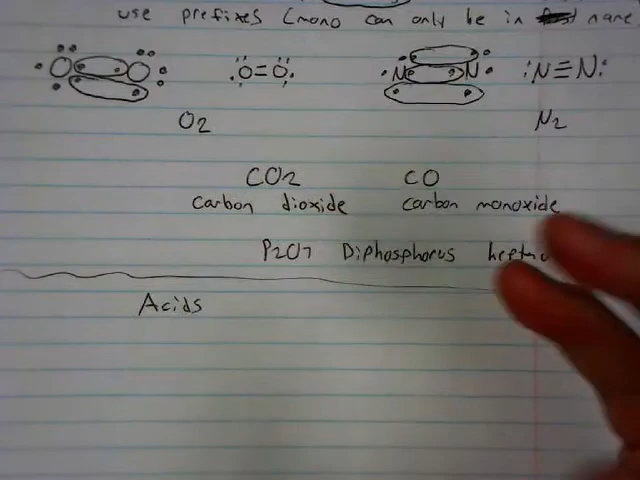 use prefixes (mono can only be in name
O O :O=O: N N :N≡N:
O2 N2
CO2 CO
Carbon dioxide carbon monoxide
P2O7 Diphosphorus
Acids